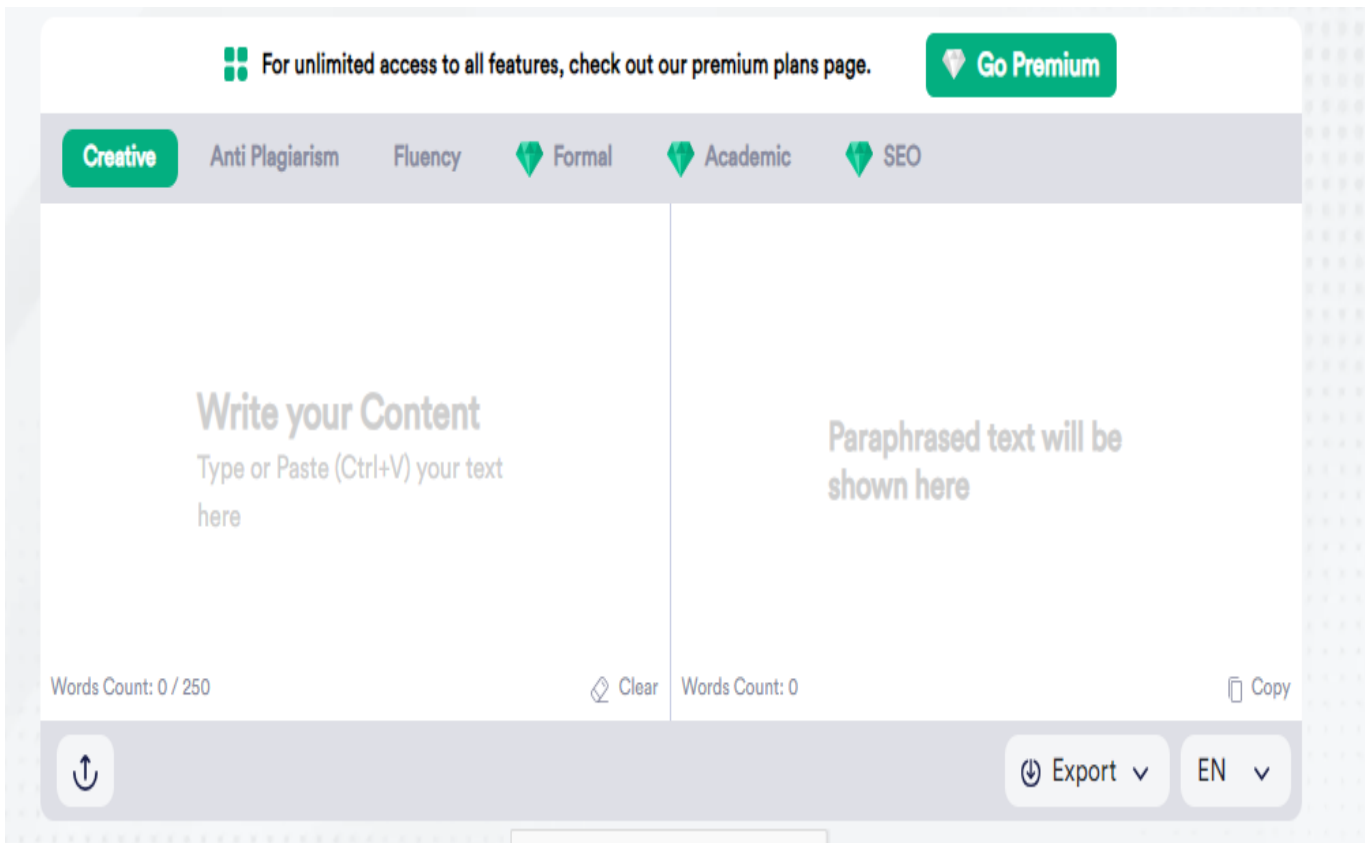 For unlimited access to all features, check out our premium plans page.
Go Premium
Creative
Anti Plagiarism
Fluency
Formal
Academic
SEO
Write your Content
Type or Paste (Ctrl+V) your text
here
Paraphrased text will be
shown here
Words Count: 0 / 250
Clear
Words Count: 0
Copy
Export
EN